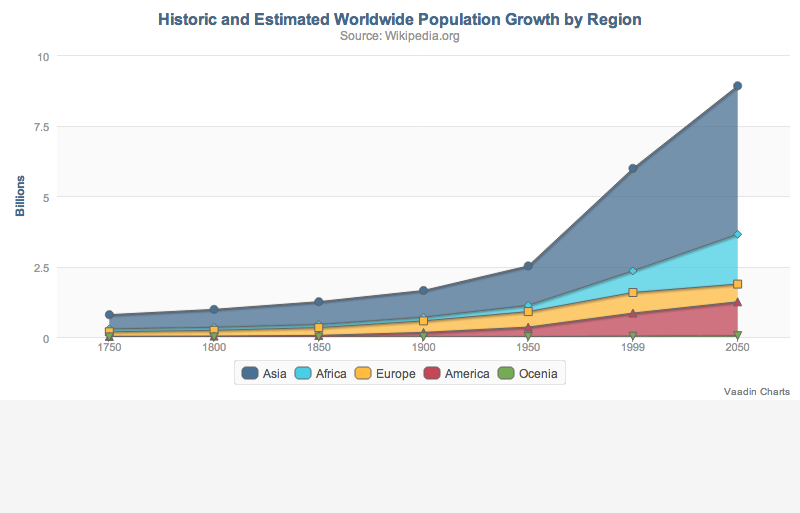 Historic and Estimated Worldwide Population Growth by Region
Source: Wikipedia.org
Billions
10
7.5
5
2.5
0
1750 1800 1850 1900 1950 1999 2050
Asia Africa Europe America Ocenia
Vaadin Charts